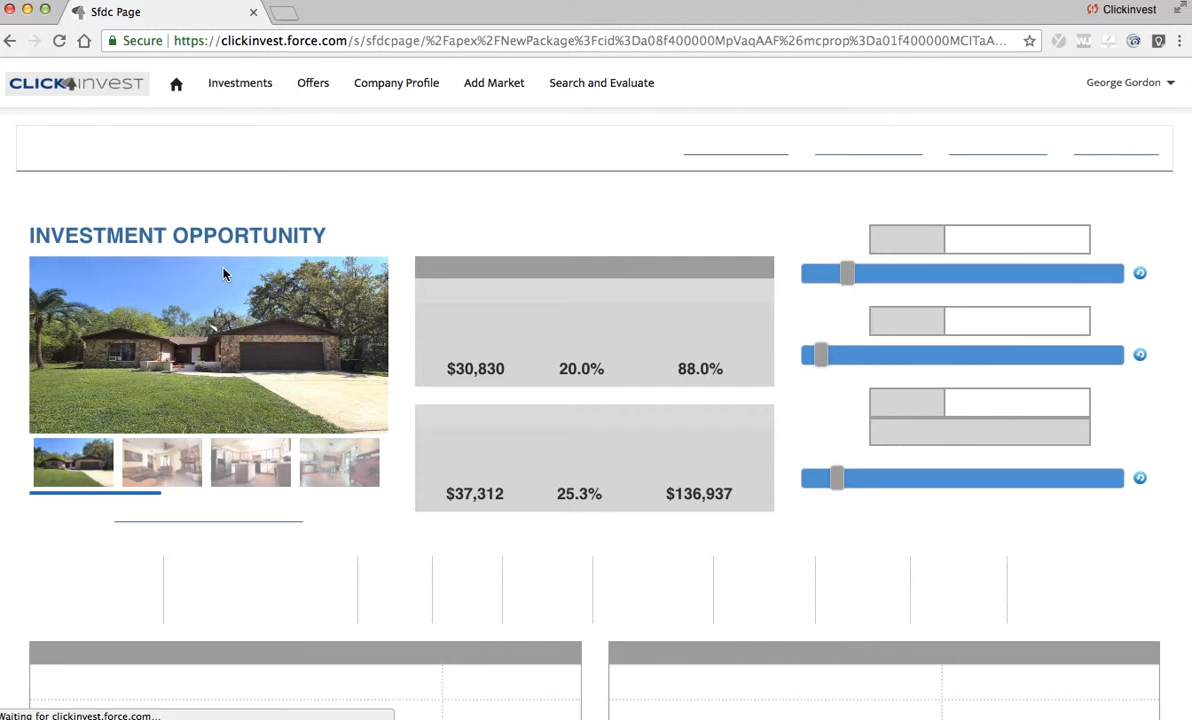 Sfdc Page
Clickinvest
Secure https://clickinvest.force.com/s/sfdcpage/%2Fapex%2FNewPackage%3Fcid%3Da08f400000MpVaqAAF%26mcprop%3Da01f400000MCITaA...
CLICK4INVEST Investments Offers Company Profile Add Market Search and Evaluate George Gordon
INVESTMENT OPPORTUNITY
$30,830 20.0% 88.0%
$37,312 25.3% $136,937
Waiting for clickinvest.force.com...